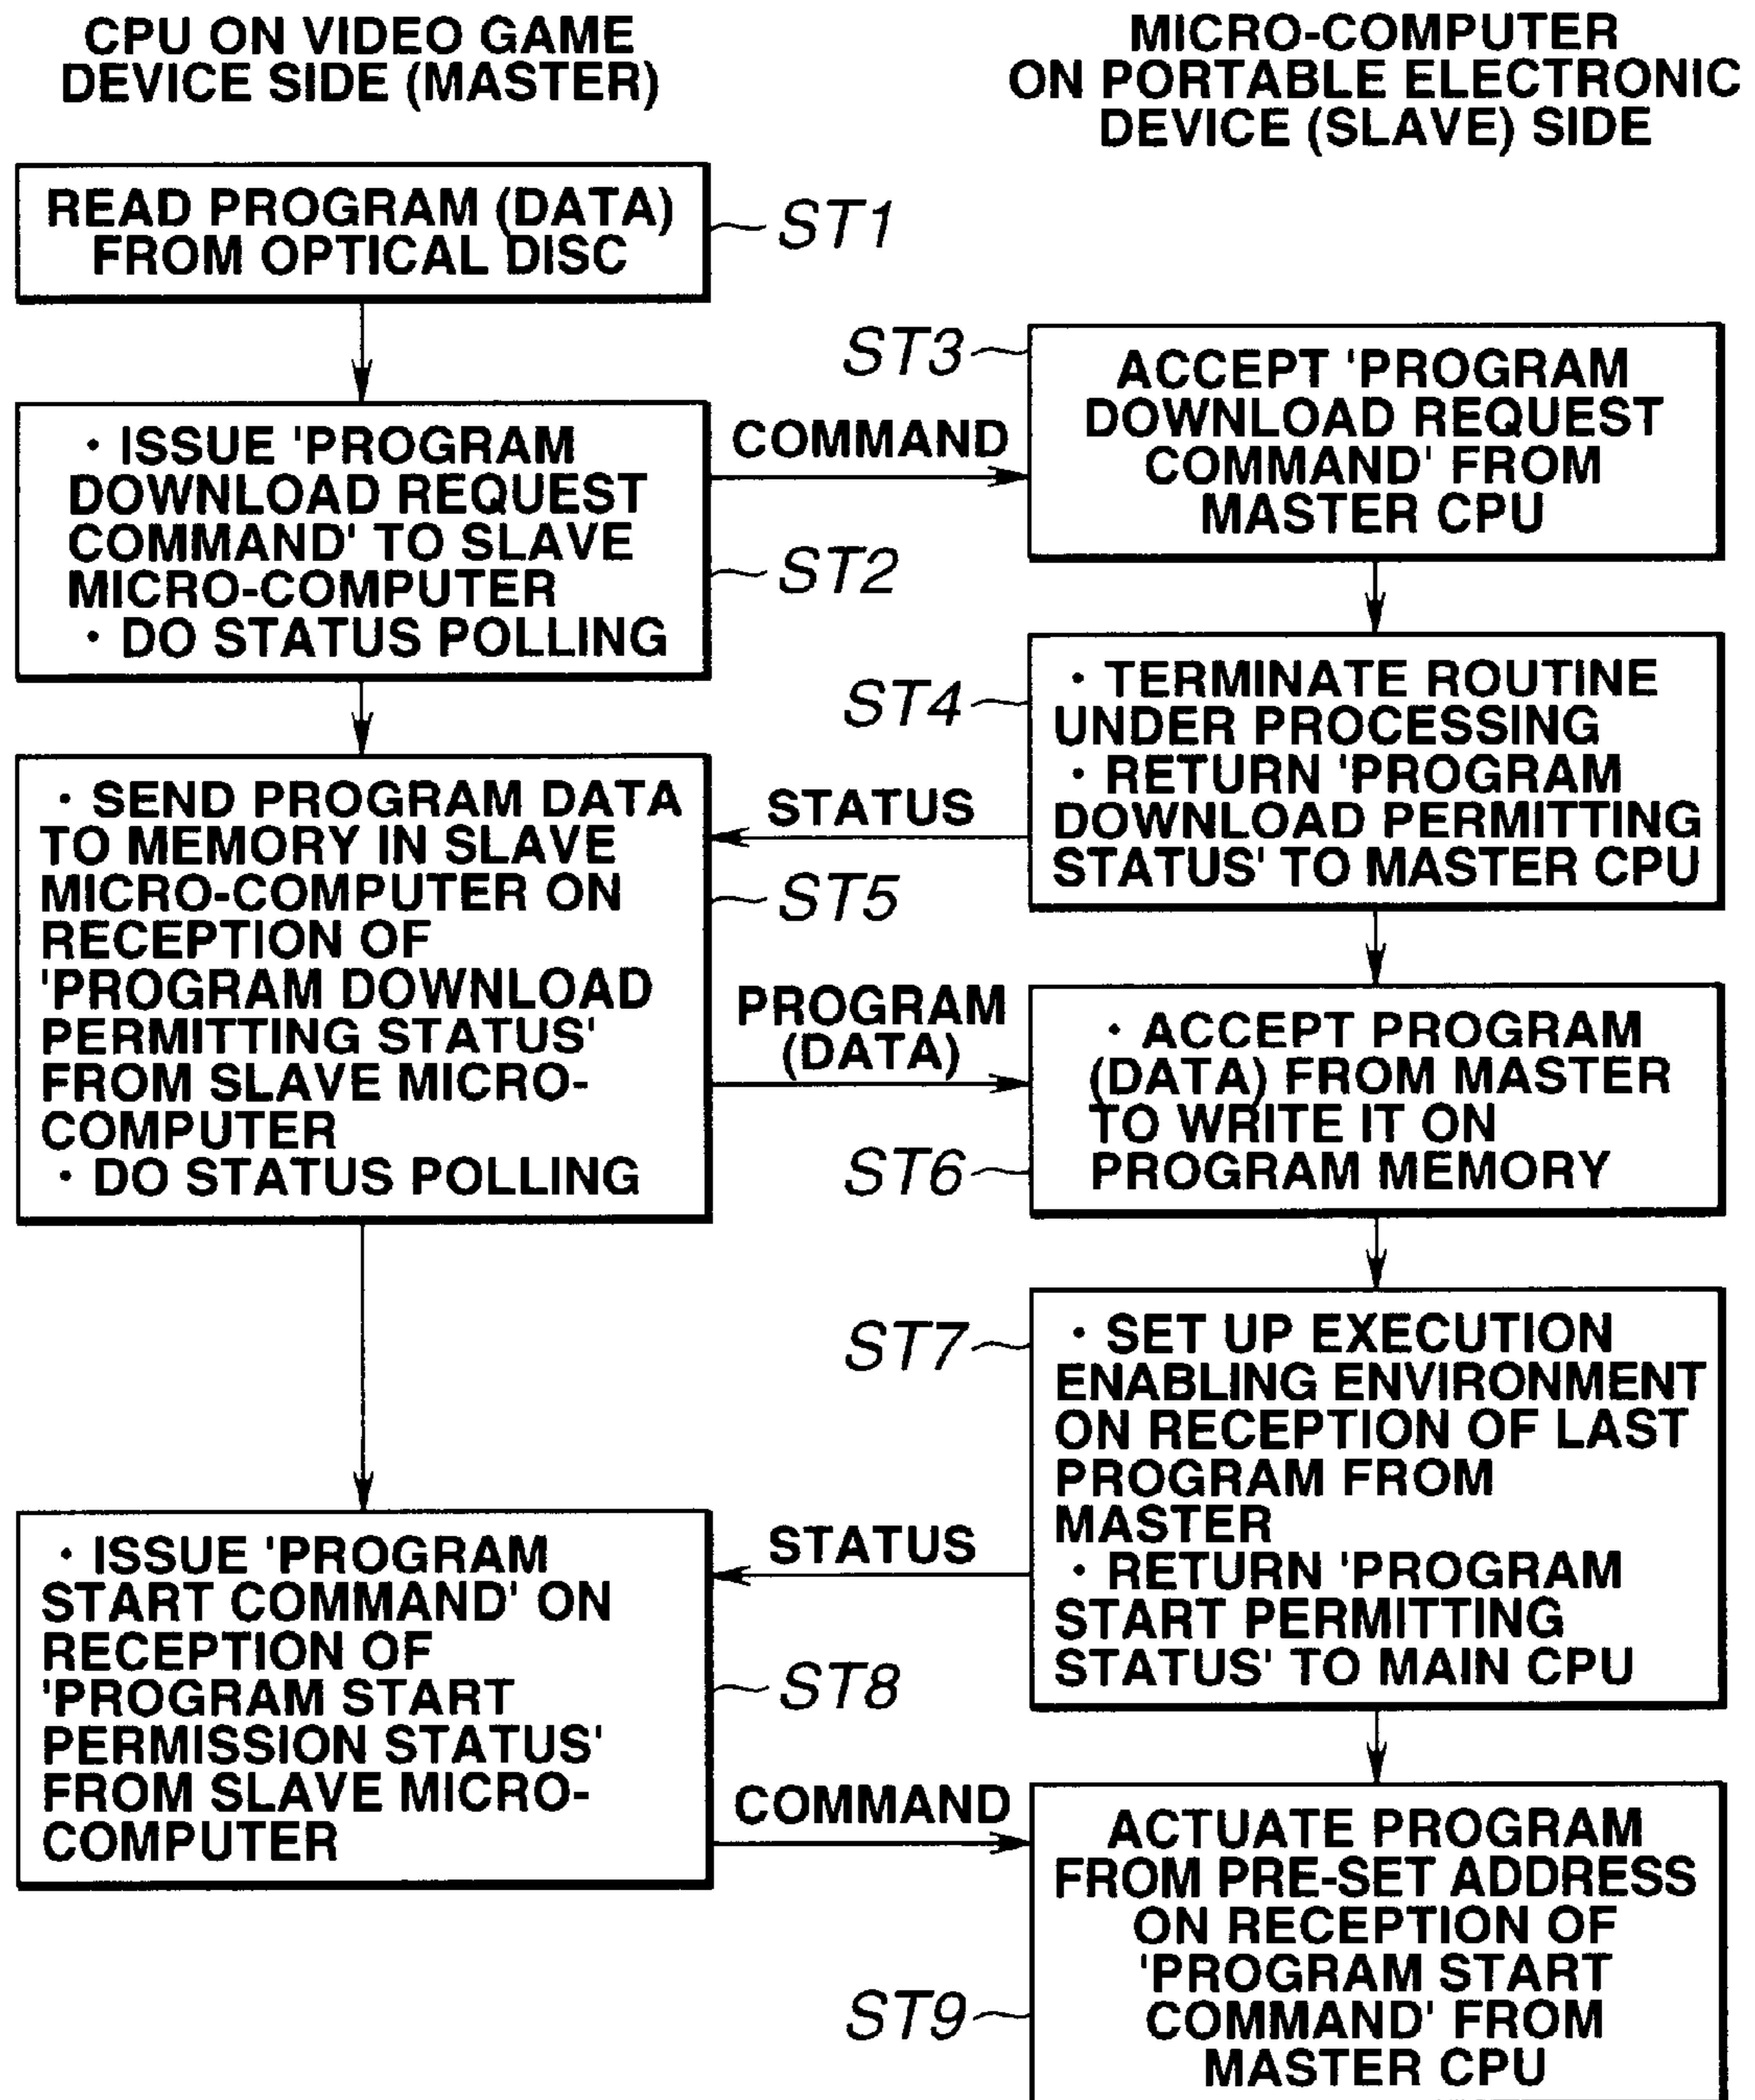 CPU ON VIDEO GAME
DEVICE SIDE (MASTER)
MICRO-COMPUTER
ON PORTABLE ELECTRONIC
DEVICE (SLAVE) SIDE
READ PROGRAM (DATA)
FROM OPTICAL DISC
ST1
· ISSUE 'PROGRAM
DOWNLOAD REQUEST
COMMAND' TO SLAVE
MICRO-COMPUTER
· DO STATUS POLLING
ST2
COMMAND
ST3
ACCEPT 'PROGRAM
DOWNLOAD REQUEST
COMMAND' FROM
MASTER CPU
ST4
· TERMINATE ROUTINE
UNDER PROCESSING
· RETURN 'PROGRAM
DOWNLOAD PERMITTING
STATUS' TO MASTER CPU
STATUS
· SEND PROGRAM DATA
TO MEMORY IN SLAVE
MICRO-COMPUTER ON
RECEPTION OF
'PROGRAM DOWNLOAD
PERMITTING STATUS'
FROM SLAVE MICRO-
COMPUTER
· DO STATUS POLLING
ST5
PROGRAM
(DATA)
· ACCEPT PROGRAM
(DATA) FROM MASTER
TO WRITE IT ON
PROGRAM MEMORY
ST6
ST7
· SET UP EXECUTION
ENABLING ENVIRONMENT
ON RECEPTION OF LAST
PROGRAM FROM
MASTER
· RETURN 'PROGRAM
START PERMITTING
STATUS' TO MAIN CPU
STATUS
· ISSUE 'PROGRAM
START COMMAND' ON
RECEPTION OF
'PROGRAM START
PERMISSION STATUS'
FROM SLAVE MICRO-
COMPUTER
ST8
COMMAND
ACTUATE PROGRAM
FROM PRE-SET ADDRESS
ON RECEPTION OF
'PROGRAM START
COMMAND' FROM
MASTER CPU
ST9